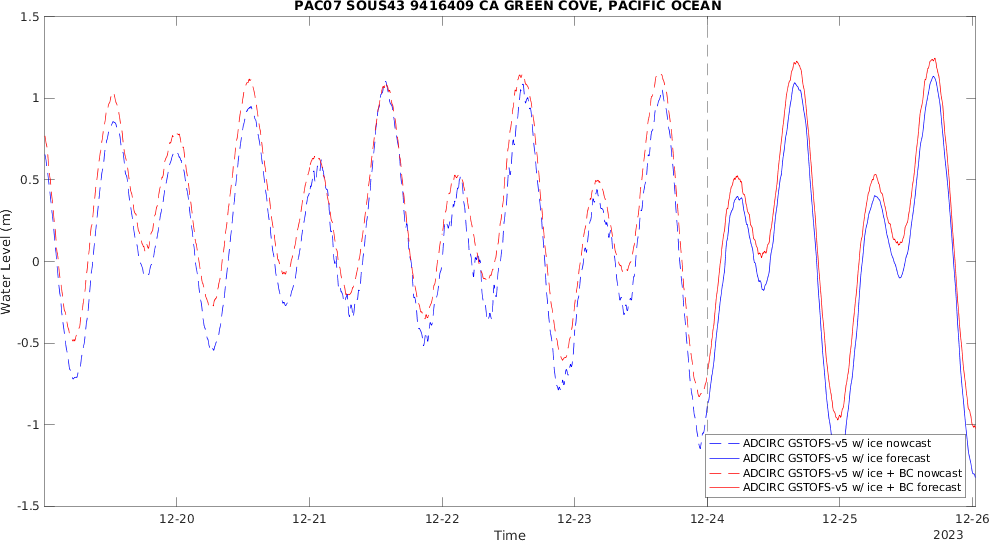 PAC07 SOUS43 9416409 CA GREEN COVE, PACIFIC OCEAN
1.5
1
0.5
0
-0.5
-1
-1.5
Water Level (m)
ADCIRC GSTOFS-v5 w/ ice nowcast
ADCIRC GSTOFS-v5 w/ ice forecast
ADCIRC GSTOFS-v5 w/ ice + BC nowcast
ADCIRC GSTOFS-v5 w/ ice + BC forecast
12-20 12-21 12-22 12-23 12-24 12-25 12-26
Time
2023